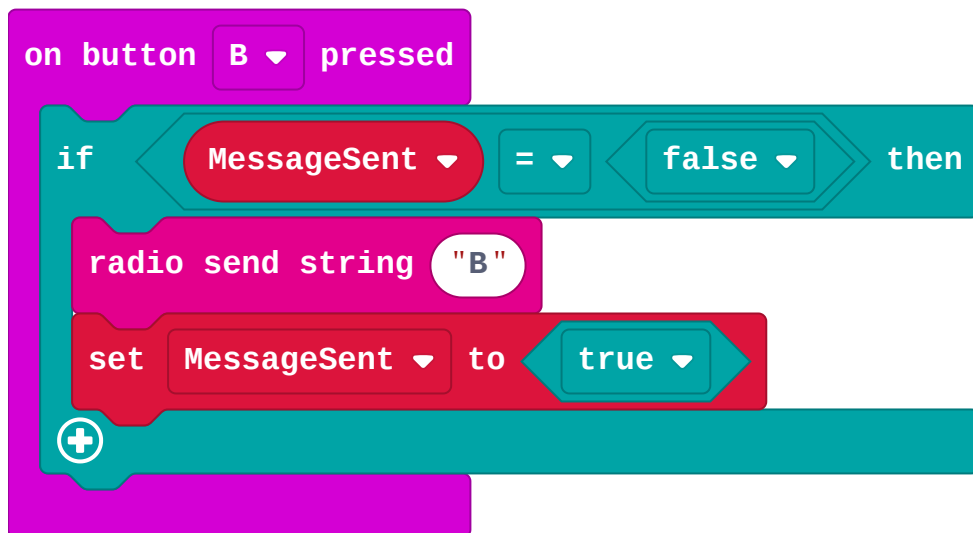 on button B pressed
if MessageSent = false then
radio send string "B"
set MessageSent to true